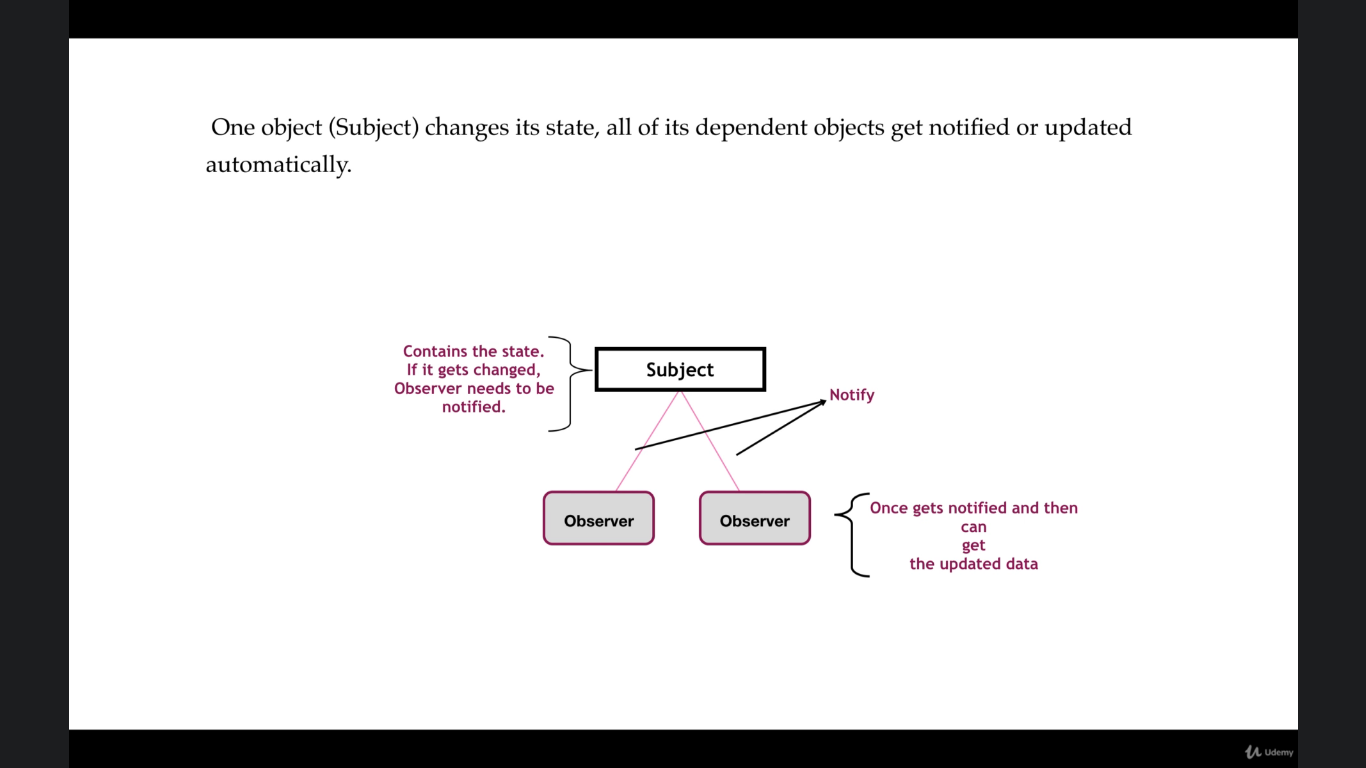 One object (Subject) changes its state, all of its dependent objects get notified or updated
automatically.
Contains the state.
If it gets changed,
Observer needs to be
notified.
Subject
Notify
Observer
Observer
Once gets notified and then
can
get
the updated data
Udemy